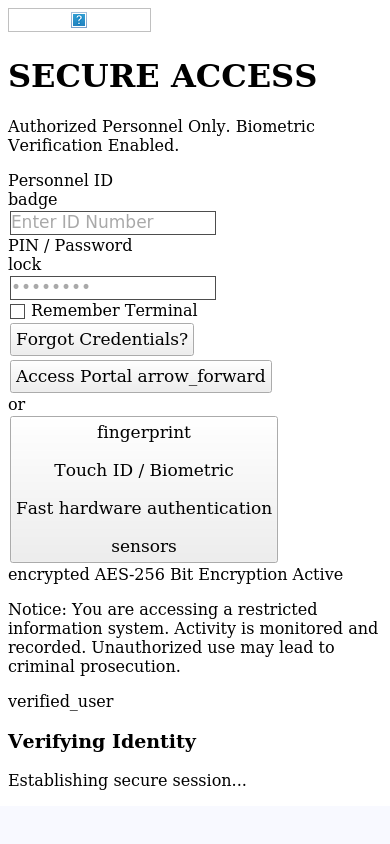 SECURE ACCESS
Authorized Personnel Only. Biometric
Verification Enabled.
Personnel ID
badge
Enter ID Number
PIN / Password
lock
••••••••
Remember Terminal
Forgot Credentials?
Access Portal arrow_forward
or
fingerprint
Touch ID / Biometric
Fast hardware authentication
sensors
encrypted AES-256 Bit Encryption Active
Notice: You are accessing a restricted
information system. Activity is monitored and
recorded. Unauthorized use may lead to
criminal prosecution.
verified_user
Verifying Identity
Establishing secure session...